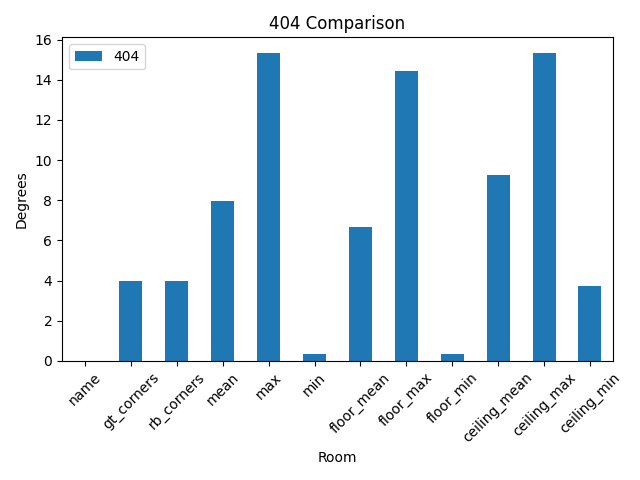 404 Comparison
404
Degrees
16
14
12
10
8
6
4
2
0
name
gt_corners
rb_corners
mean
max
min
floor_mean
floor_max
floor_min
ceiling_mean
ceiling_max
ceiling_min
Room